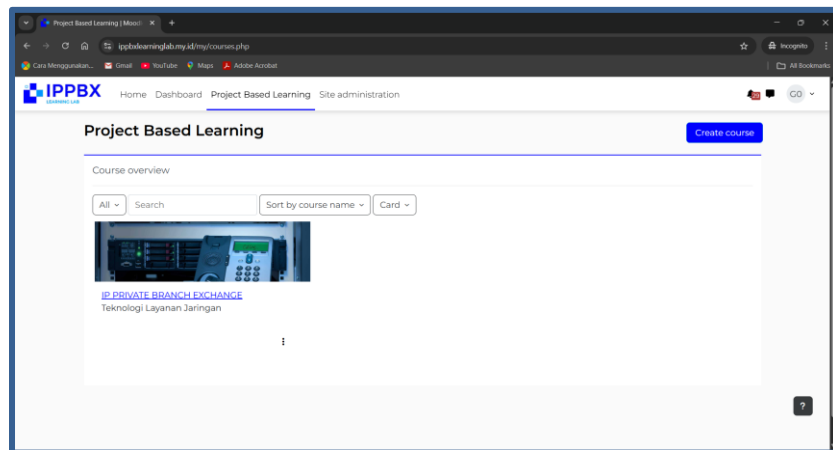 Project Based Learning | Mood
ippbxlearninglab.my.id/my/courses.php
Incognito
Cara Menggunakan...
Gmail
YouTube
Maps
Adobe Acrobat
All Bookmarks
IPPBX
LEARNING LAB
Home
Dashboard
Project Based Learning
Site administration
G0
Project Based Learning
Create course
Course overview
All
Search
Sort by course name
Card
IP PRIVATE BRANCH EXCHANGE
Teknologi Layanan Jaringan
?